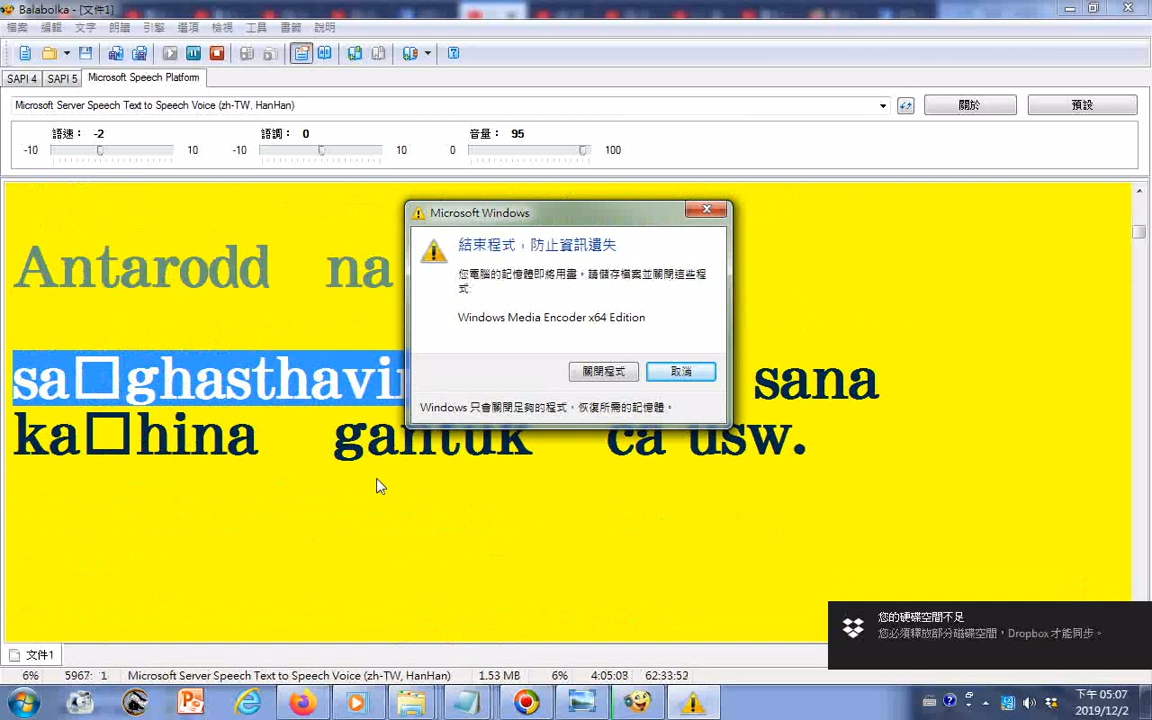 Balabolka - [文件1]
檔案 編輯 文字 朗讀 引擎 選項 檢視 工具 書籤 說明
SAPI 4 SAPI 5 Microsoft Speech Platform
Microsoft Server Speech Text to Speech Voice (zh-TW, HanHan) 關於 預設
語速： -2 語調： 0 音量： 95
-10 10 -10 10 0 100
Antarodd na
sa□ghasthavi sana
ka□hina gantuk ca usw.
Microsoft Windows
結束程式，防止資訊遺失
您電腦的記憶體即將用盡。請儲存檔案並關閉這些程
式:
Windows Media Encoder x64 Edition
關閉程式 取消
Windows 只會關閉足夠的程式，恢復所需的記憶體。
您的硬碟空間不足
您必須釋放部分磁碟空間，Dropbox 才能同步。
文件1
6% 5967: 1 Microsoft Server Speech Text to Speech Voice (zh-TW, HanHan) 1.53 MB 6% 4:05:03 62:33:52
下午 05:07
2019/12/2